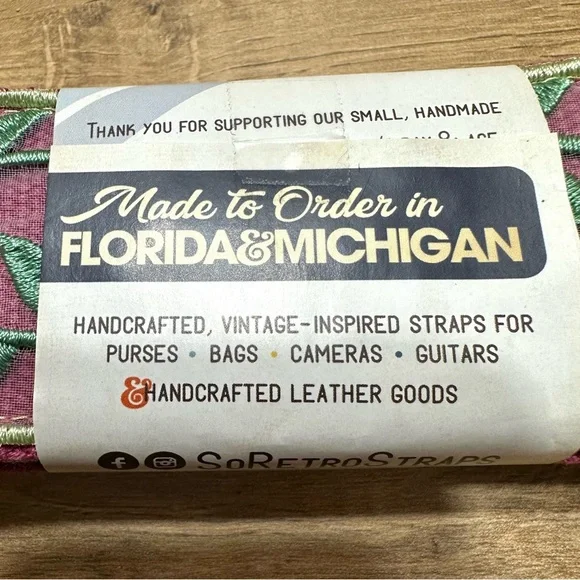 THANK YOU FOR SUPPORTING OUR SMALL, HANDMADE
Made to Order in
FLORIDA&MICHIGAN
HANDCRAFTED, VINTAGE-INSPIRED STRAPS FOR
PURSES • BAGS • CAMERAS • GUITARS
&HANDCRAFTED LEATHER GOODS
SORETROSTRAPS